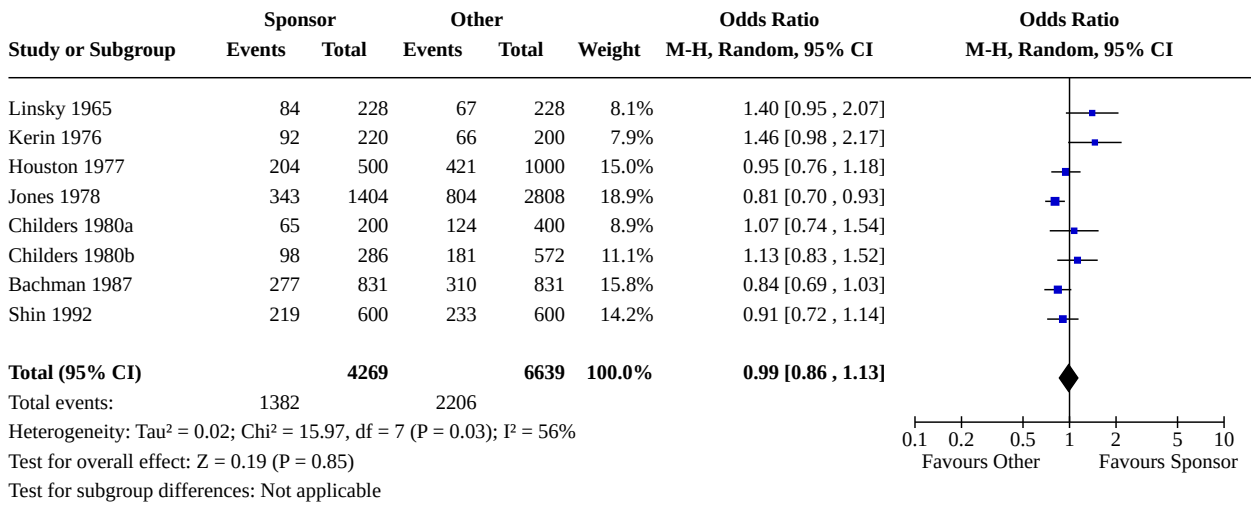 Sponsor Other Odds Ratio Odds Ratio
Study or Subgroup Events Total Events Total Weight M-H, Random, 95% CI M-H, Random, 95% CI
Linsky 1965 84 228 67 228 8.1% 1.40 [0.95 , 2.07]
Kerin 1976 92 220 66 200 7.9% 1.46 [0.98 , 2.17]
Houston 1977 204 500 421 1000 15.0% 0.95 [0.76 , 1.18]
Jones 1978 343 1404 804 2808 18.9% 0.81 [0.70 , 0.93]
Childers 1980a 65 200 124 400 8.9% 1.07 [0.74 , 1.54]
Childers 1980b 98 286 181 572 11.1% 1.13 [0.83 , 1.52]
Bachman 1987 277 831 310 831 15.8% 0.84 [0.69 , 1.03]
Shin 1992 219 600 233 600 14.2% 0.91 [0.72 , 1.14]
Total (95% CI) 4269 6639 100.0% 0.99 [0.86 , 1.13]
Total events: 1382 2206
Heterogeneity: Tau² = 0.02; Chi² = 15.97, df = 7 (P = 0.03); I² = 56%
0.1 0.2 0.5 1 2 5 10
Test for overall effect: Z = 0.19 (P = 0.85) Favours Other Favours Sponsor
Test for subgroup differences: Not applicable